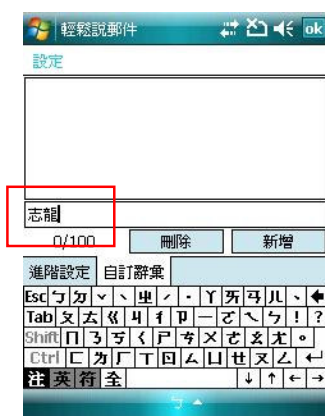 輕鬆說郵件 ok
設定
志龍
0/100 刪除 新增
進階設定 自訂辭彙
Esc ㄅ ㄉ ˇ ˋ ㄓ ˊ ˙ ㄚ ㄞ ㄢ ㄦ 、 ←
Tab ㄆ ㄊ ㄍ ㄐ ㄔ ㄗ ㄧ ㄛ ㄟ ㄣ ! ?
Shift ㄇ ㄋ ㄎ ㄑ ㄕ ㄘ ㄨ ㄜ ㄠ ㄤ 。
Ctrl ㄈ ㄌ ㄏ ㄒ ㄖ ㄙ ㄩ ㄝ ㄡ ㄥ ↵
注 英 符 全 ↓ ↑ ← →
ㄅ